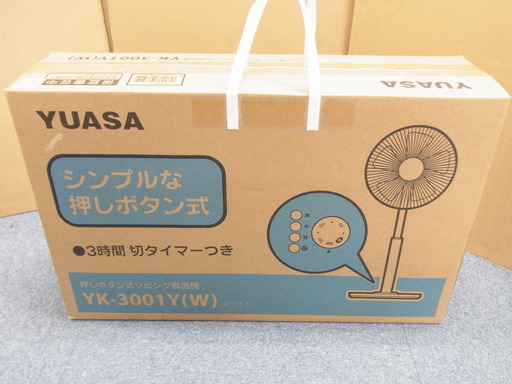 YK-3001Y(W)
YUASA
シンプルな
押しボタン式
●3時間 切タイマーつき
押しボタン式リビング扇風機
YK-3001Y(W) ホワイト